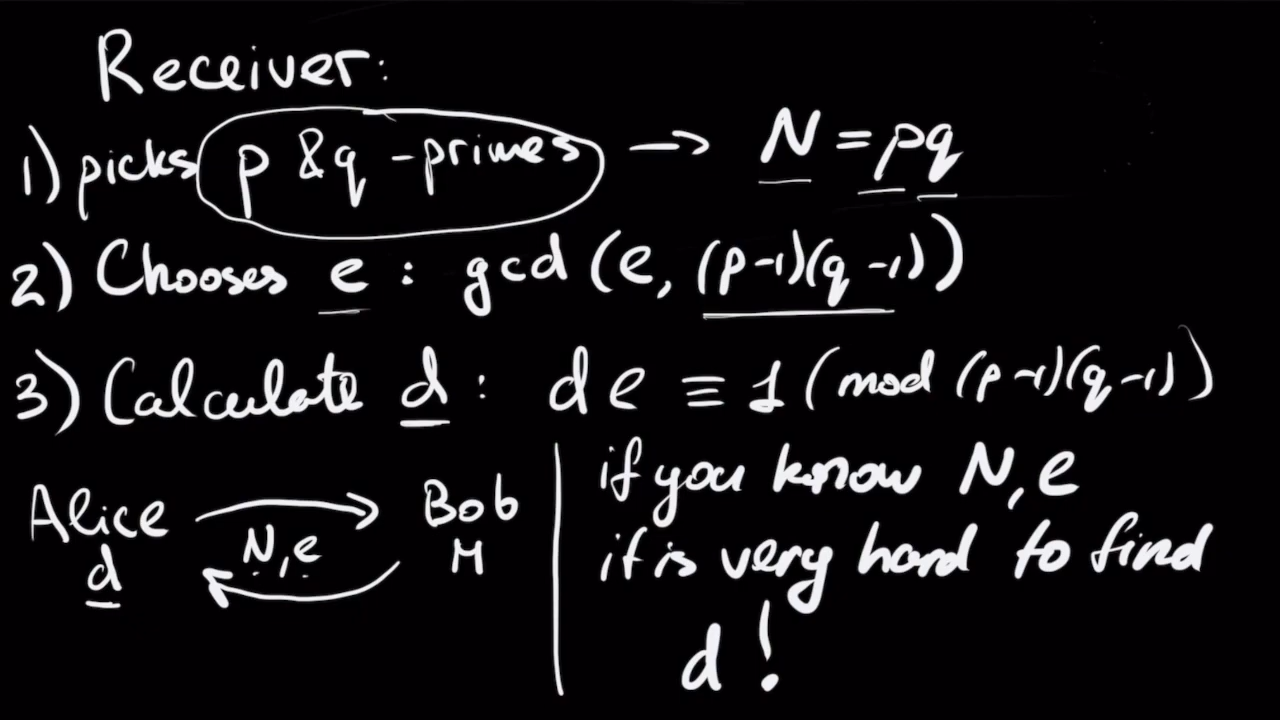 Receiver:
1) picks p & q - primes → N = pq
2) Chooses e : gcd (e, (p-1)(q-1))
3) Calculate d : de ≡ 1 (mod (p-1)(q-1))
Alice Bob
N, e
d M
if you know N, e
it is very hard to find
d !